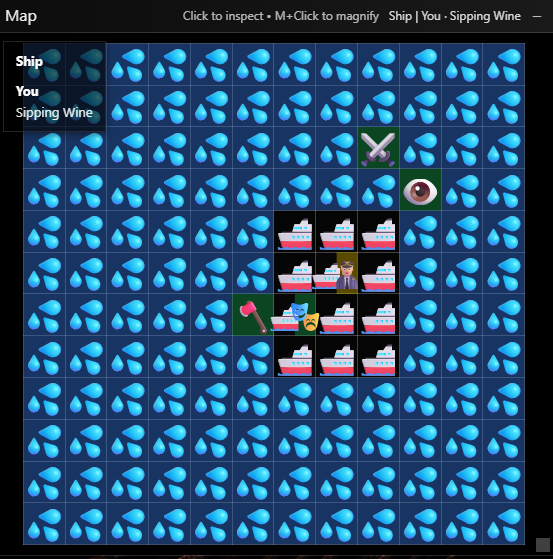 Map
Click to inspect • M+Click to magnify Ship | You · Sipping Wine –
Ship
You
Sipping Wine